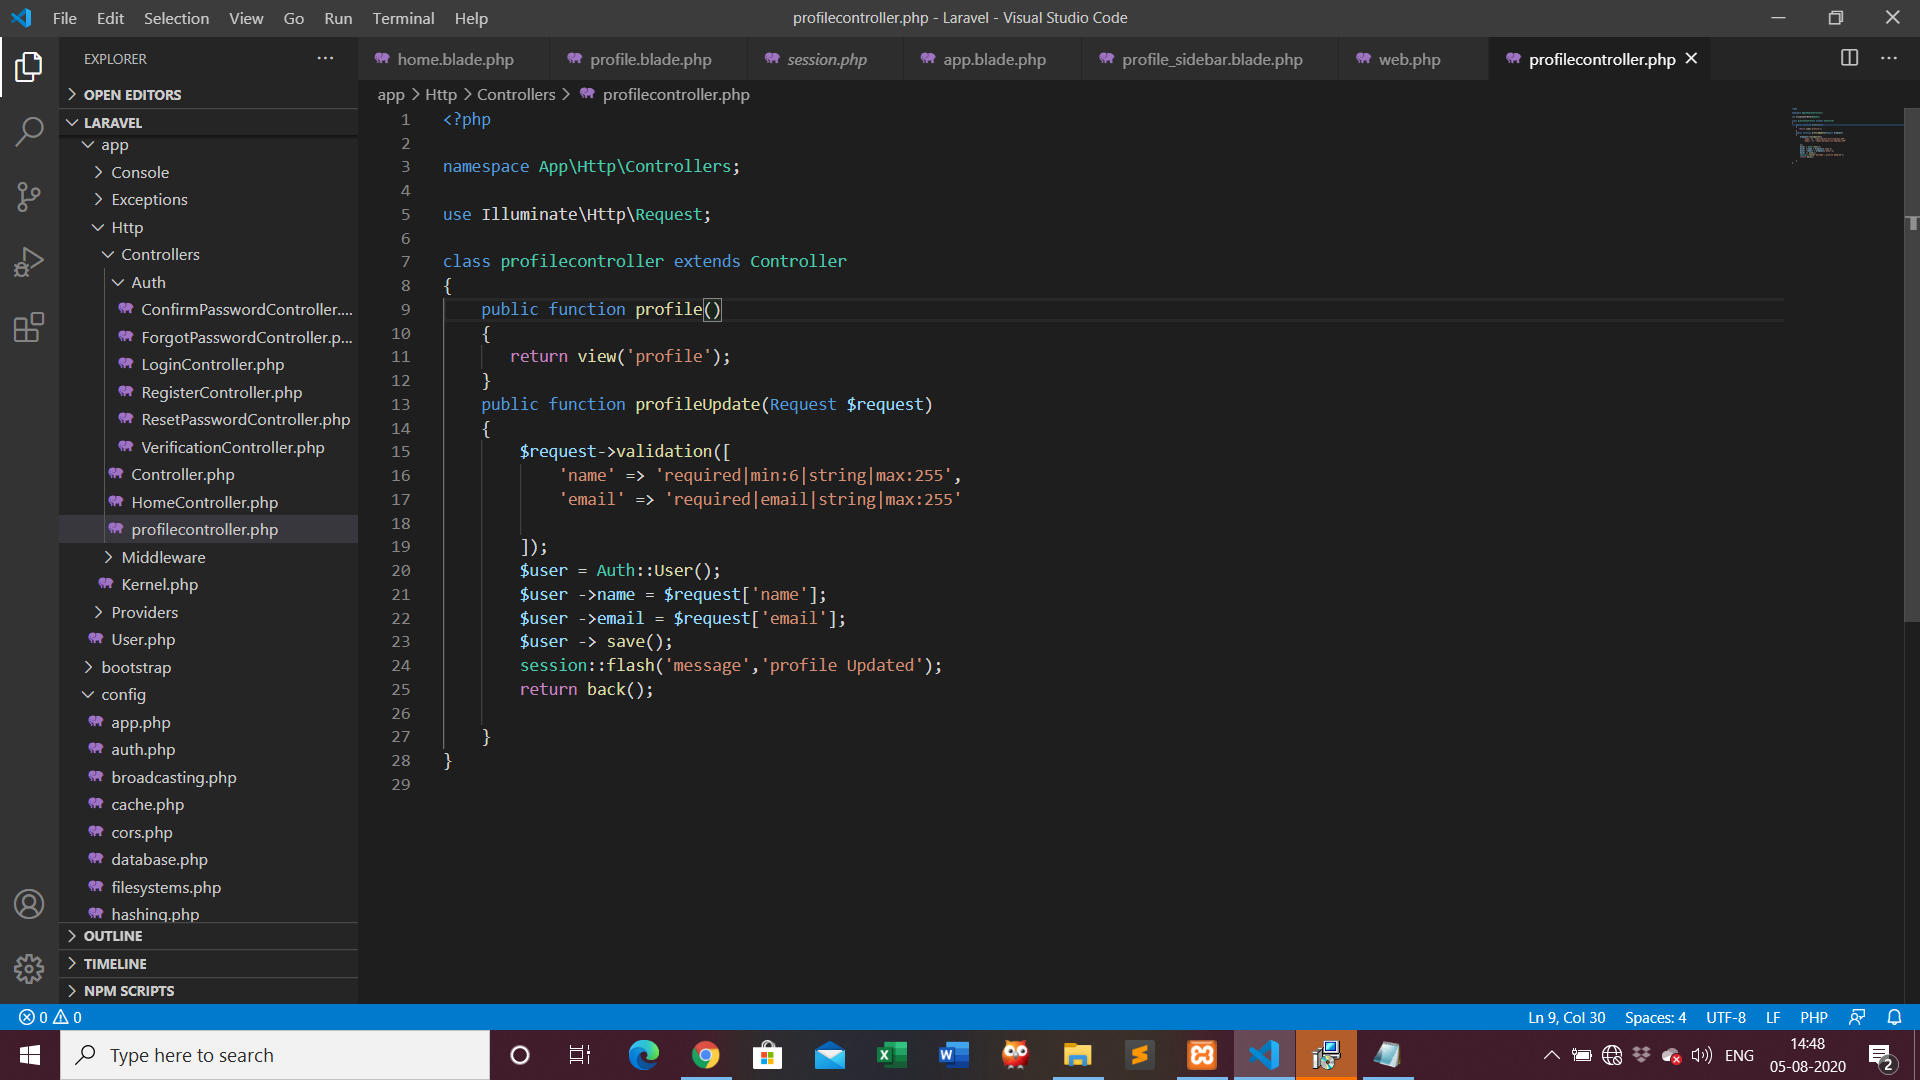 File Edit Selection View Go Run Terminal Help
profilecontroller.php - Laravel - Visual Studio Code
EXPLORER
OPEN EDITORS
LARAVEL
app
Console
Exceptions
Http
Controllers
Auth
ConfirmPasswordController....
ForgotPasswordController.p...
LoginController.php
RegisterController.php
ResetPasswordController.php
VerificationController.php
Controller.php
HomeController.php
profilecontroller.php
Middleware
Kernel.php
Providers
User.php
bootstrap
config
app.php
auth.php
broadcasting.php
cache.php
cors.php
database.php
filesystems.php
hashing.php
OUTLINE
TIMELINE
NPM SCRIPTS
home.blade.php profile.blade.php session.php app.blade.php profile_sidebar.blade.php web.php profilecontroller.php
app > Http > Controllers > profilecontroller.php
1 <?php
2
3 namespace App\Http\Controllers;
4
5 use Illuminate\Http\Request;
6
7 class profilecontroller extends Controller
8 {
9 public function profile()
10 {
11 return view('profile');
12 }
13 public function profileUpdate(Request $request)
14 {
15 $request->validation([
16 'name' => 'required|min:6|string|max:255',
17 'email' => 'required|email|string|max:255'
18
19 ]);
20 $user = Auth::User();
21 $user ->name = $request['name'];
22 $user ->email = $request['email'];
23 $user -> save();
24 session::flash('message','profile Updated');
25 return back();
26
27 }
28 }
29
0 0
Ln 9, Col 30 Spaces: 4 UTF-8 LF PHP
Type here to search
ENG
14:48
05-08-2020
2